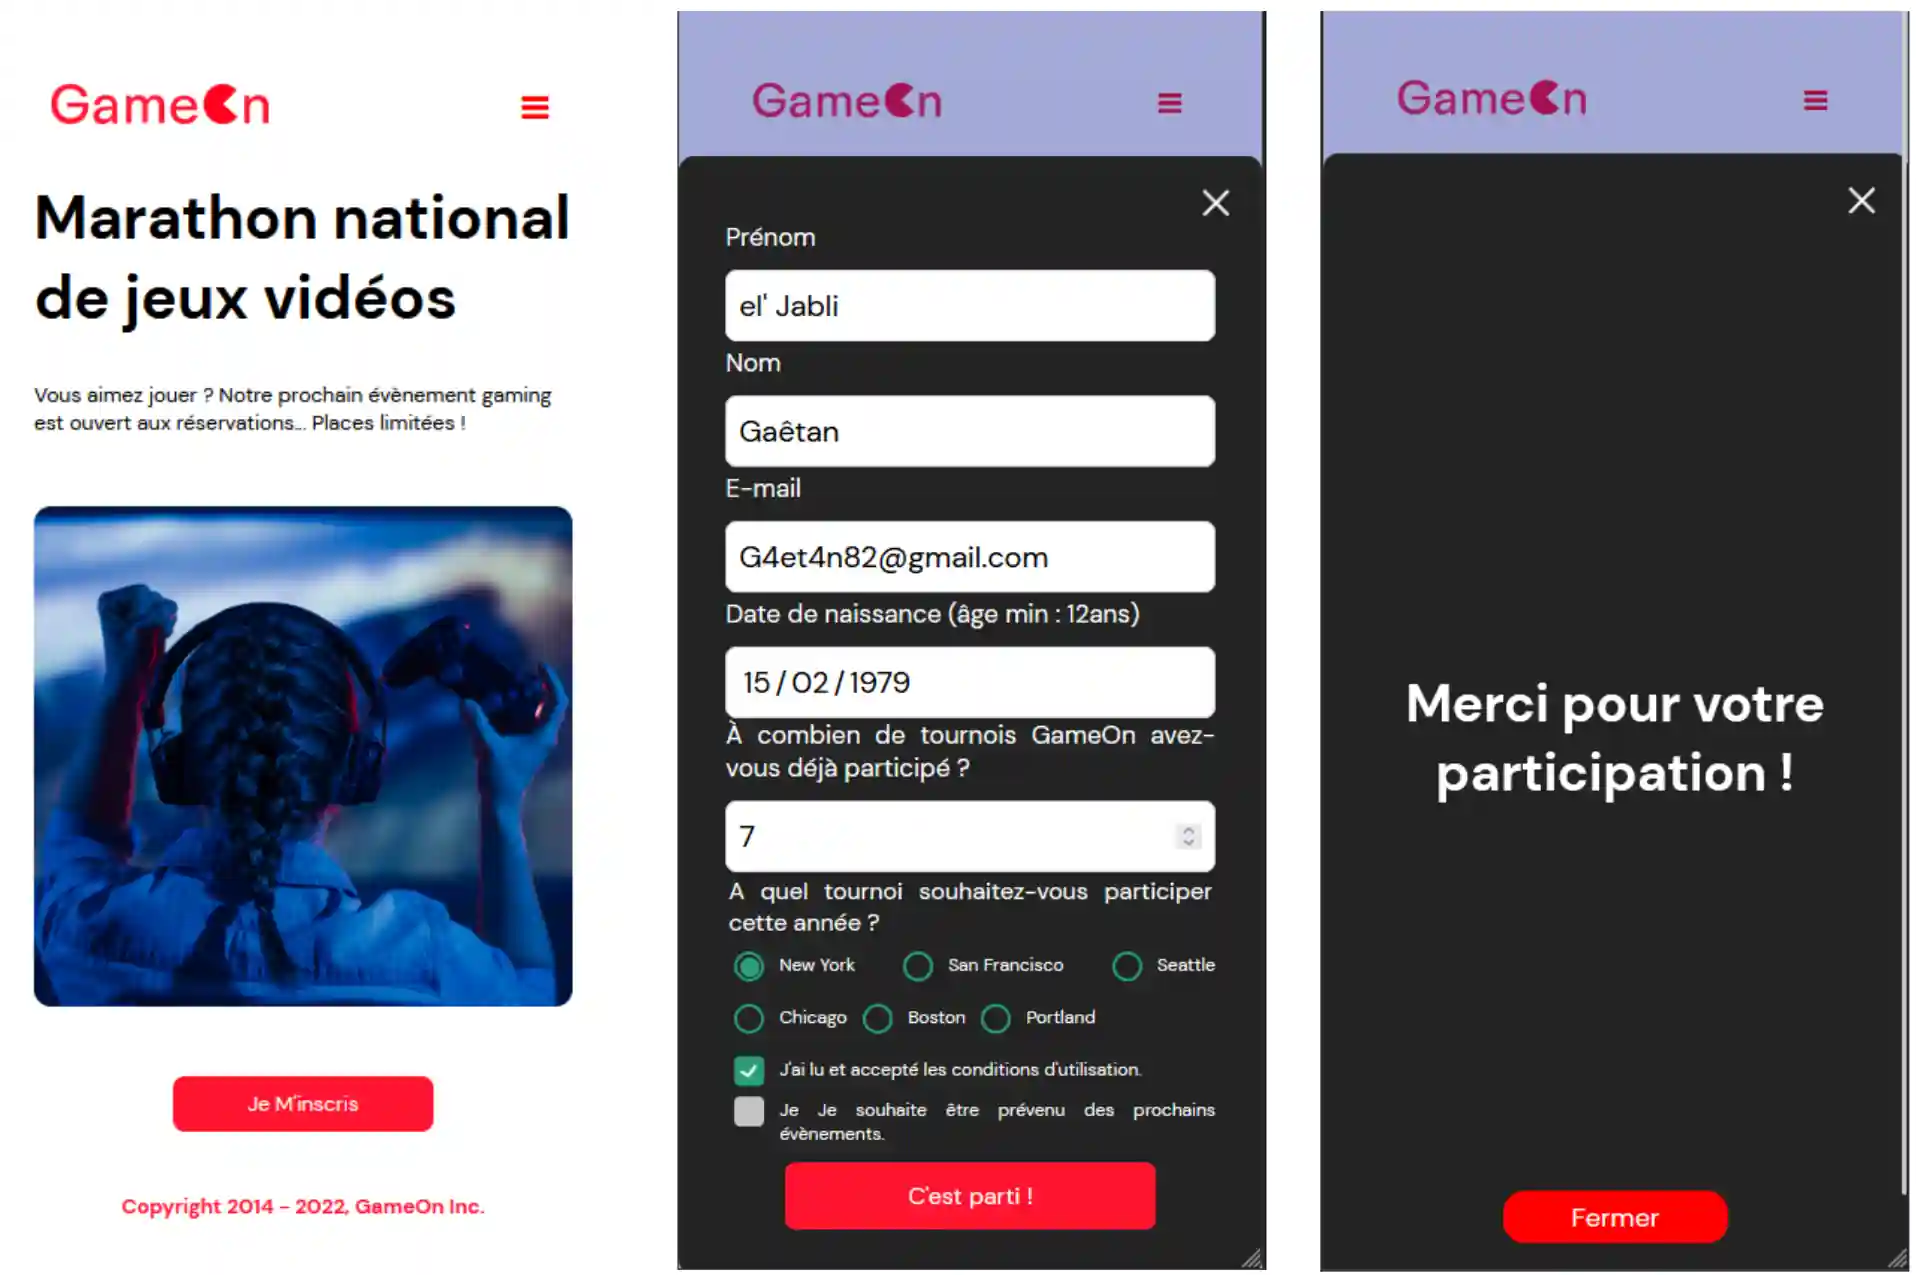 GameOn
Marathon national
de jeux vidéos
Vous aimez jouer ? Notre prochain évènement gaming
est ouvert aux réservations... Places limitées !
Je M'inscris
Copyright 2014 - 2022, GameOn Inc.
GameOn
Prénom
el' Jabli
Nom
Gaêtan
E-mail
G4et4n82@gmail.com
Date de naissance (âge min : 12ans)
15 / 02 / 1979
À combien de tournois GameOn avez-
vous déjà participé ?
7
A quel tournoi souhaitez-vous participer
cette année ?
New York San Francisco Seattle
Chicago Boston Portland
J'ai lu et accepté les conditions d'utilisation.
Je Je souhaite être prévenu des prochains
évènements.
C'est parti !
GameOn
Merci pour votre
participation !
Fermer